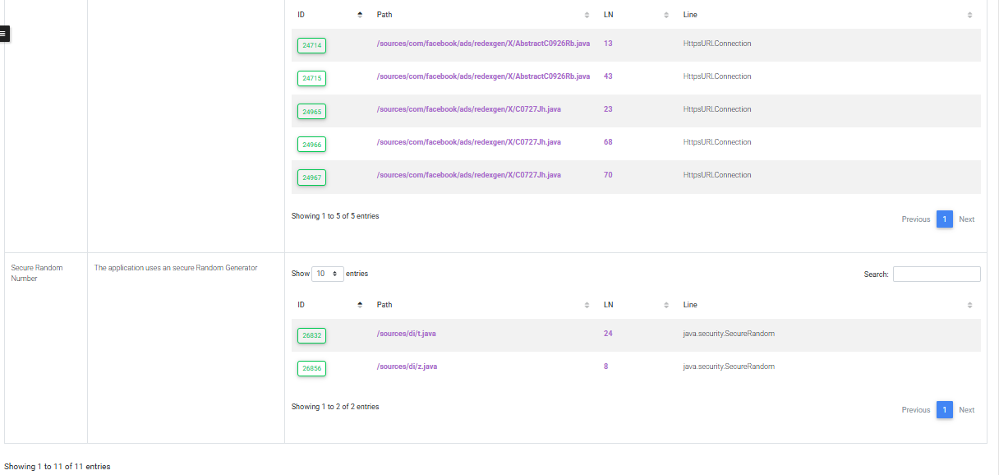 ID Path LN Line
24714 /sources/com/facebook/ads/redexgen/X/AbstractC0926Rb.java 13 HttpsURLConnection
24715 /sources/com/facebook/ads/redexgen/X/AbstractC0926Rb.java 43 HttpsURLConnection
24965 /sources/com/facebook/ads/redexgen/X/C0727Jh.java 23 HttpsURLConnection
24966 /sources/com/facebook/ads/redexgen/X/C0727Jh.java 68 HttpsURLConnection
24967 /sources/com/facebook/ads/redexgen/X/C0727Jh.java 70 HttpsURLConnection
Showing 1 to 5 of 5 entries
Previous 1 Next
Secure Random
Number
The application uses an secure Random Generator
Show 10 entries
Search:
ID Path LN Line
26832 /sources/di/t.java 24 java.security.SecureRandom
26856 /sources/di/z.java 8 java.security.SecureRandom
Showing 1 to 2 of 2 entries
Previous 1 Next
Showing 1 to 11 of 11 entries